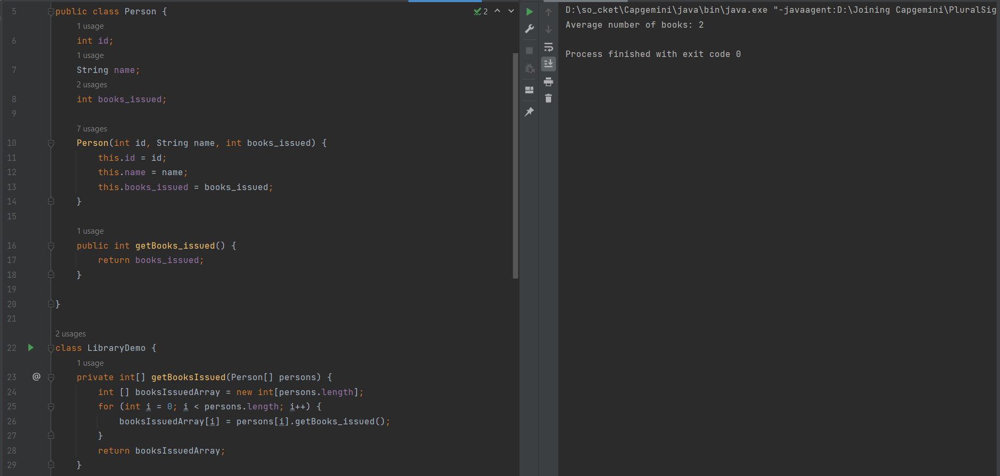 5 public class Person {
1 usage
6 int id;
1 usage
7 String name;
2 usages
8 int books_issued;
9
7 usages
10 Person(int id, String name, int books_issued) {
11 this.id = id;
12 this.name = name;
13 this.books_issued = books_issued;
14 }
15
1 usage
16 public int getBooks_issued() {
17 return books_issued;
18 }
19
20 }
21
2 usages
22 class LibraryDemo {
1 usage
23 @ private int[] getBooksIssued(Person[] persons) {
24 int [] booksIssuedArray = new int[persons.length];
25 for (int i = 0; i < persons.length; i++) {
26 booksIssuedArray[i] = persons[i].getBooks_issued();
27 }
28 return booksIssuedArray;
29 }
2
D:\so_cket\Capgemini\java\bin\java.exe "-javaagent:D:\Joining Capgemini\PluralSig
Average number of books: 2
Process finished with exit code 0